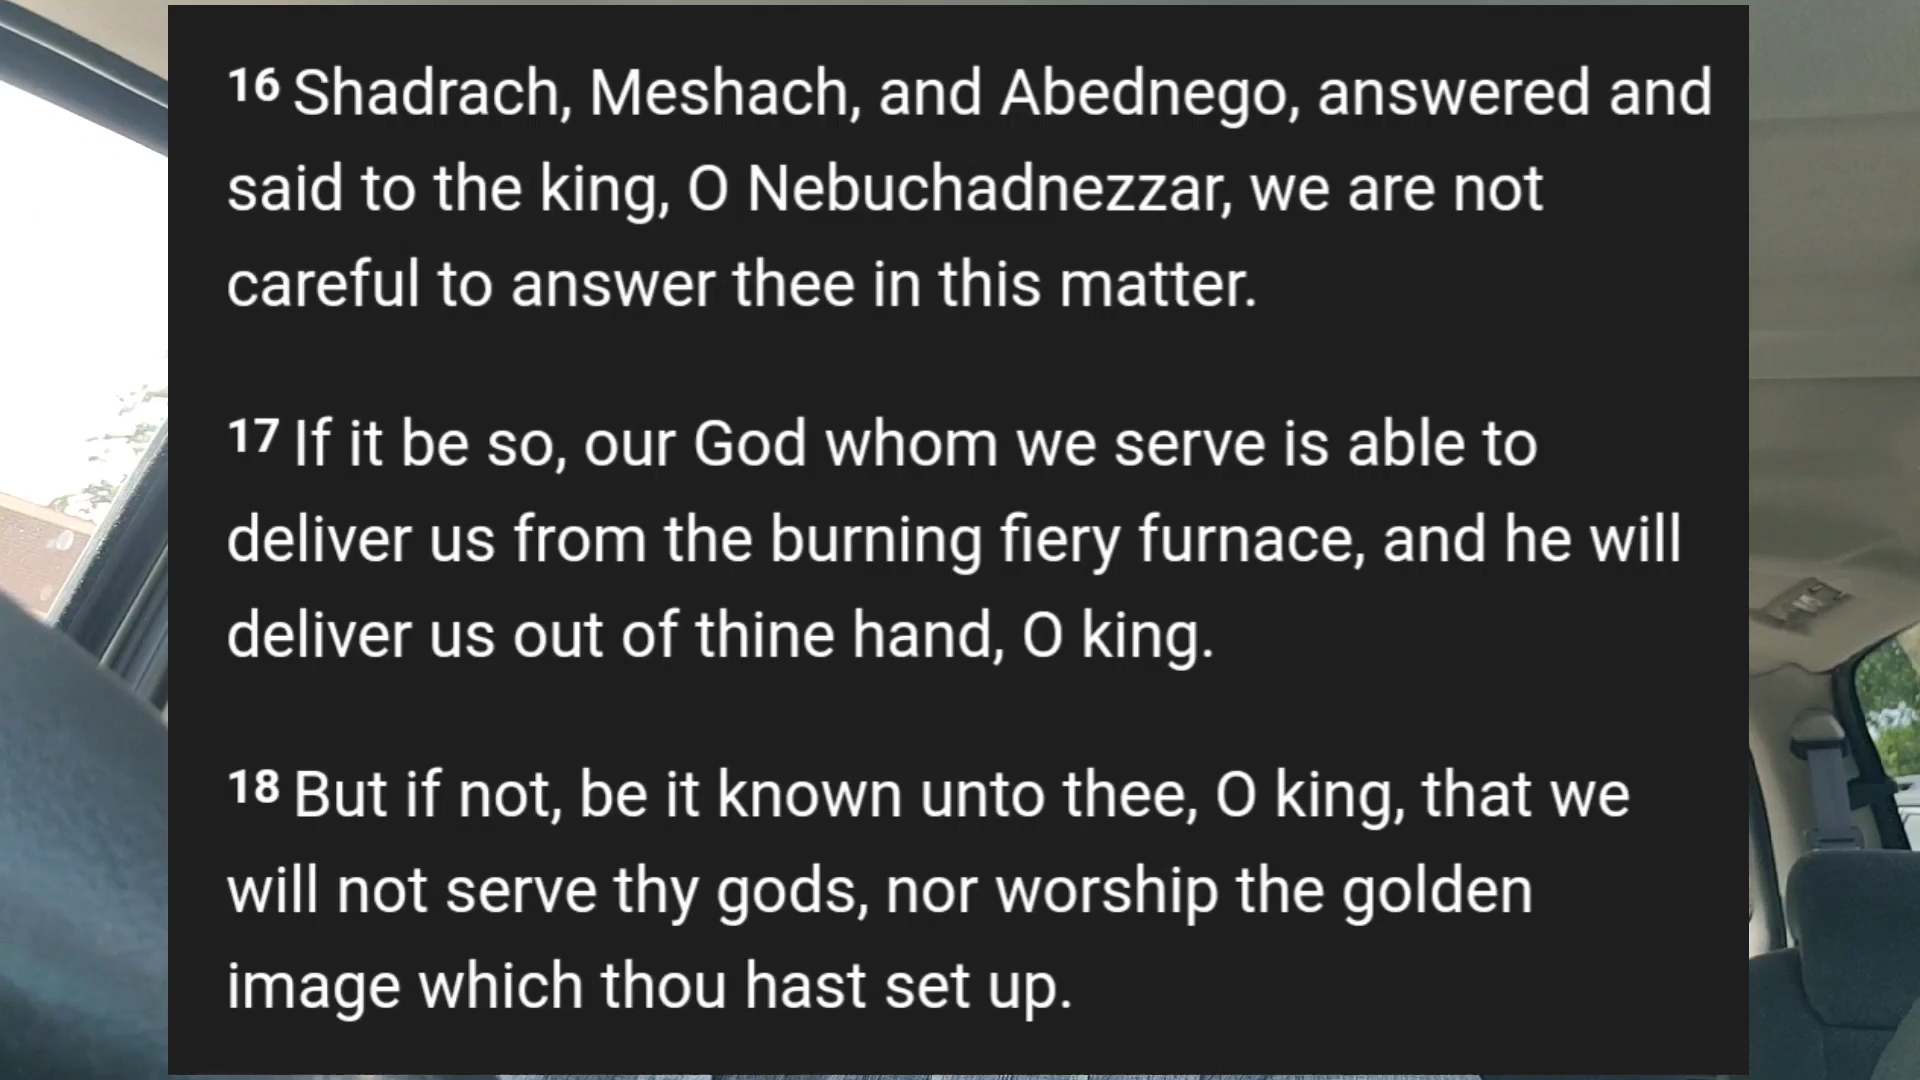 16 Shadrach, Meshach, and Abednego, answered and
said to the king, O Nebuchadnezzar, we are not
careful to answer thee in this matter.
17 If it be so, our God whom we serve is able to
deliver us from the burning fiery furnace, and he will
deliver us out of thine hand, O king.
18 But if not, be it known unto thee, O king, that we
will not serve thy gods, nor worship the golden
image which thou hast set up.